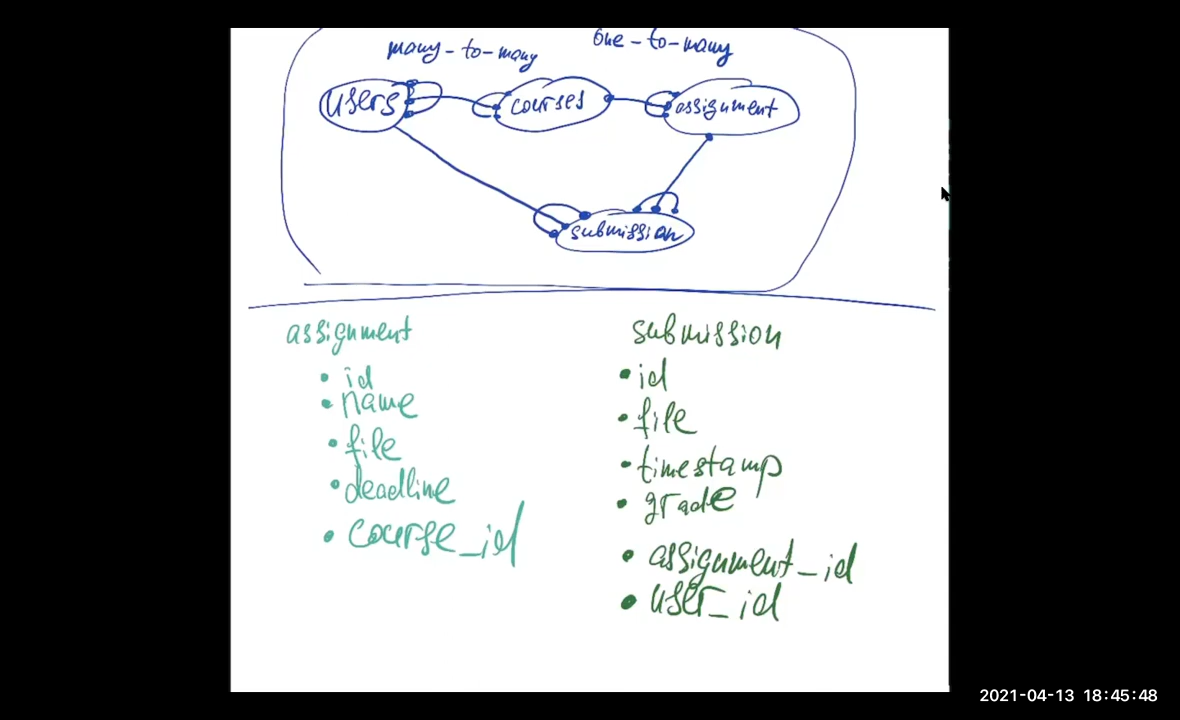 many-to-many
one-to-many
users
courses
assignment
submission
assignment
• id
• name
• file
• deadline
• course_id
submission
• id
• file
• timestamp
• grade
• assignment_id
• user_id
2021-04-13 18:45:48